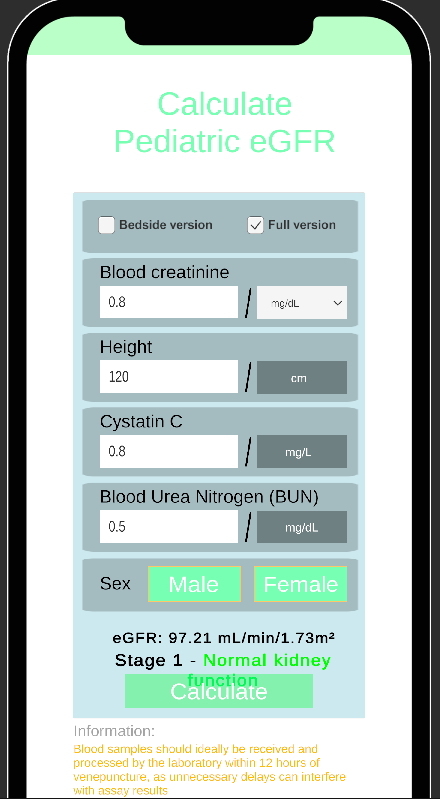 Calculate
Pediatric eGFR
Bedside version
Full version
Blood creatinine
0.8 / mg/dL
Height
120 / cm
Cystatin C
0.8 / mg/L
Blood Urea Nitrogen (BUN)
0.5 / mg/dL
Sex Male Female
eGFR: 97.21 mL/min/1.73m²
Stage 1 - Normal kidney
function
Calculate
Information:
Blood samples should ideally be received and
processed by the laboratory within 12 hours of
venepuncture, as unnecessary delays can interfere
with assay results